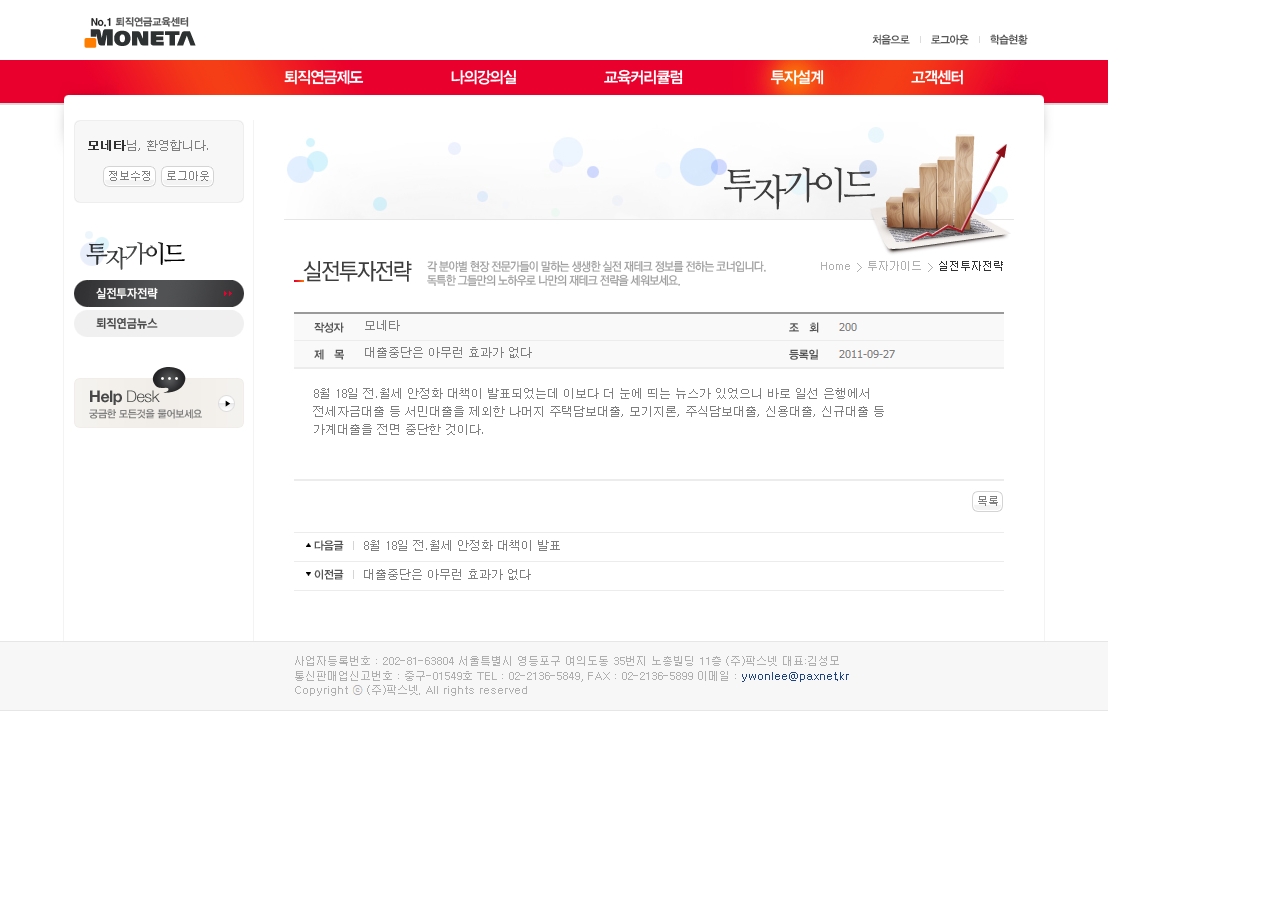 No.1 퇴직연금교육센터
MONETA
처음으로 로그아웃 학습현황
퇴직연금제도 나의강의실 교육커리큘럼 투자설계 고객센터
모네타님, 환영합니다.
정보수정 로그아웃
투자가이드
실전투자전략
퇴직연금뉴스
Help Desk
궁금한 모든것을 물어보세요
투자가이드
실전투자전략
각 분야별 현장 전문가들이 말하는 생생한 실전 재테크 정보를 전하는 코너입니다.
독특한 그들만의 노하우로 나만의 재테크 전략을 세워보세요.
Home > 투자가이드 > 실전투자전략
작성자 모네타 조 회 200
제 목 대출중단은 아무런 효과가 없다 등록일 2011-09-27
8월 18일 전.월세 안정화 대책이 발표되었는데 이보다 더 눈에 띄는 뉴스가 있었으니 바로 일선 은행에서
전세자금대출 등 서민대출을 제외한 나머지 주택담보대출, 모기지론, 주식담보대출, 신용대출, 신규대출 등
가계대출을 전면 중단한 것이다.
목록
▲ 다음글 8월 18일 전.월세 안정화 대책이 발표
▼ 이전글 대출중단은 아무런 효과가 없다
사업자등록번호 : 202-81-63804 서울특별시 영등포구 여의도동 35번지 노총빌딩 11층 (주)팍스넷 대표:김성모
통신판매업신고번호 : 중구-01549호 TEL : 02-2136-5849, FAX : 02-2136-5899 이메일 : ywonlee@paxnet.kr
Copyright ⓒ (주)팍스넷, All rights reserved